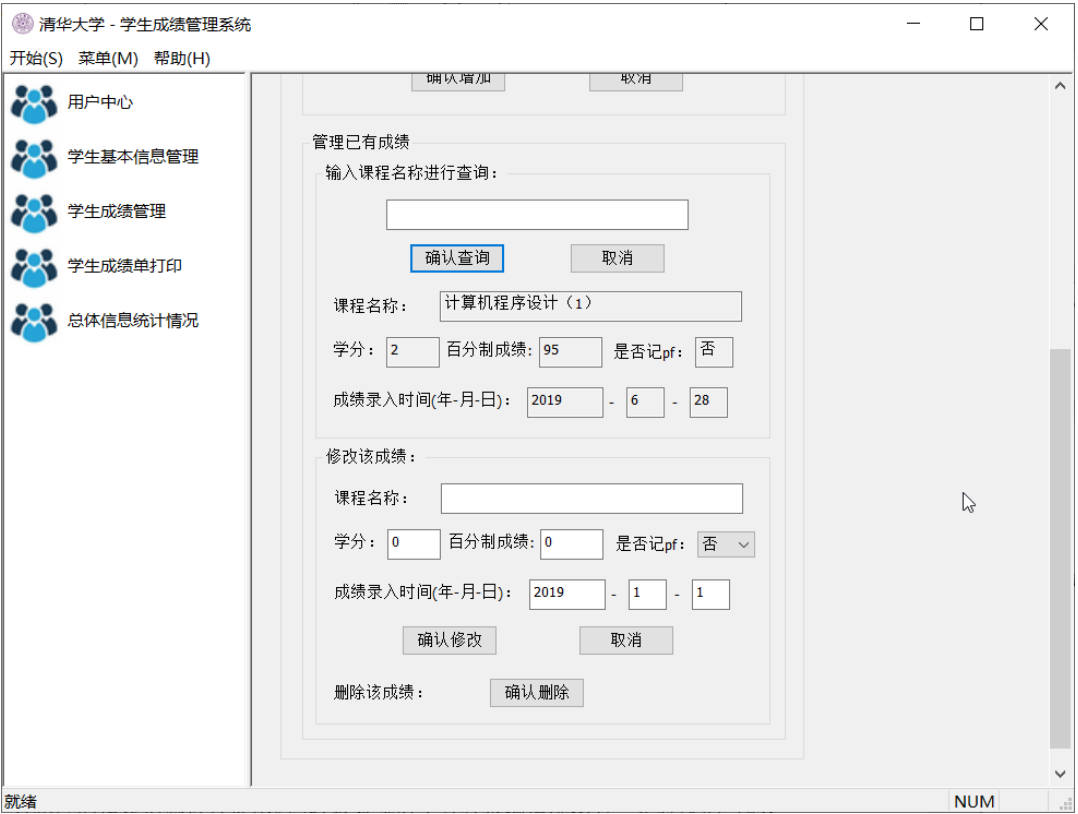 清华大学 - 学生成绩管理系统
开始(S) 菜单(M) 帮助(H)
用户中心
学生基本信息管理
学生成绩管理
学生成绩单打印
总体信息统计情况
确认增加 取消
管理已有成绩
输入课程名称进行查询：
确认查询 取消
课程名称： 计算机程序设计（1）
学分： 2 百分制成绩: 95 是否记pf： 否
成绩录入时间(年-月-日)： 2019 - 6 - 28
修改该成绩：
课程名称：
学分： 0 百分制成绩: 0 是否记pf： 否
成绩录入时间(年-月-日)： 2019 - 1 - 1
确认修改 取消
删除该成绩： 确认删除
就绪 NUM